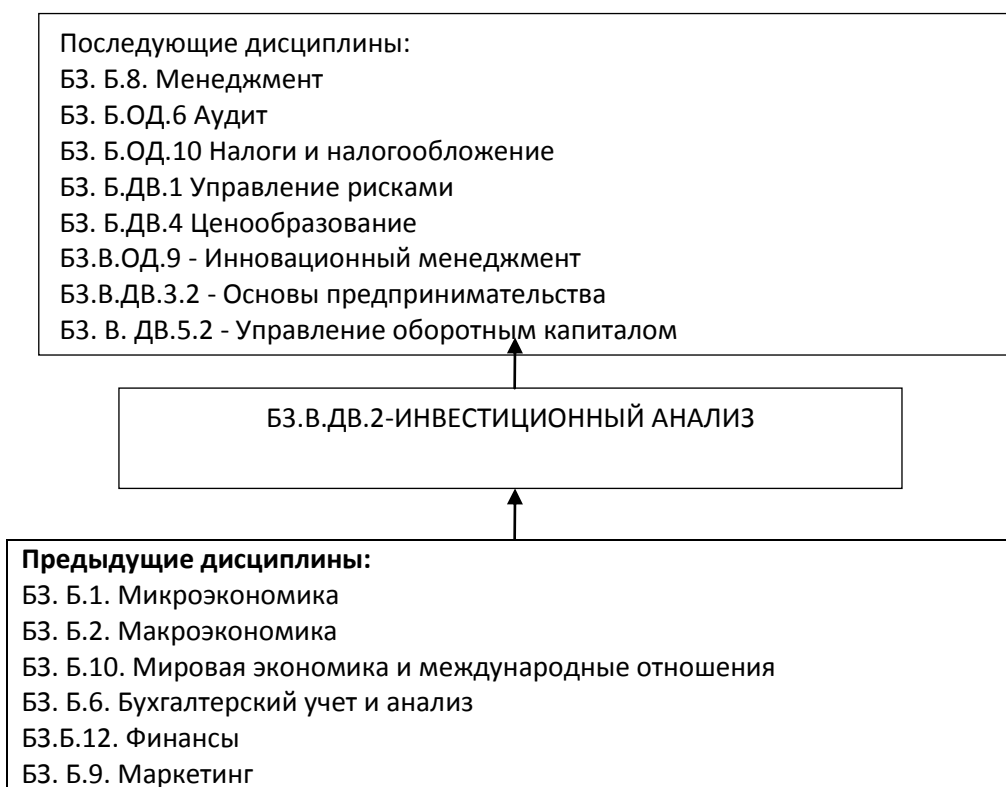 Последующие дисциплины:
Б3. Б.8. Менеджмент
Б3. Б.ОД.6 Аудит
Б3. Б.ОД.10 Налоги и налогообложение
Б3. Б.ДВ.1 Управление рисками
Б3. Б.ДВ.4 Ценообразование
Б3.В.ОД.9 - Инновационный менеджмент
Б3.В.ДВ.3.2 - Основы предпринимательства
Б3. В. ДВ.5.2 - Управление оборотным капиталом
Б3.В.ДВ.2-ИНВЕСТИЦИОННЫЙ АНАЛИЗ
Предыдущие дисциплины:
Б3. Б.1. Микроэкономика
Б3. Б.2. Макроэкономика
Б3. Б.10. Мировая экономика и международные отношения
Б3. Б.6. Бухгалтерский учет и анализ
Б3.Б.12. Финансы
Б3. Б.9. Маркетинг